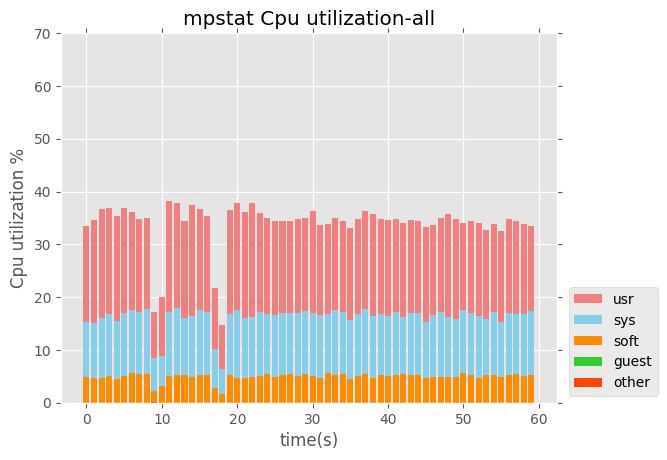 mpstat Cpu utilization-all
70
60
50
40
30
20
10
0
Cpu utilization %
0 10 20 30 40 50 60
time(s)
usr
sys
soft
guest
other